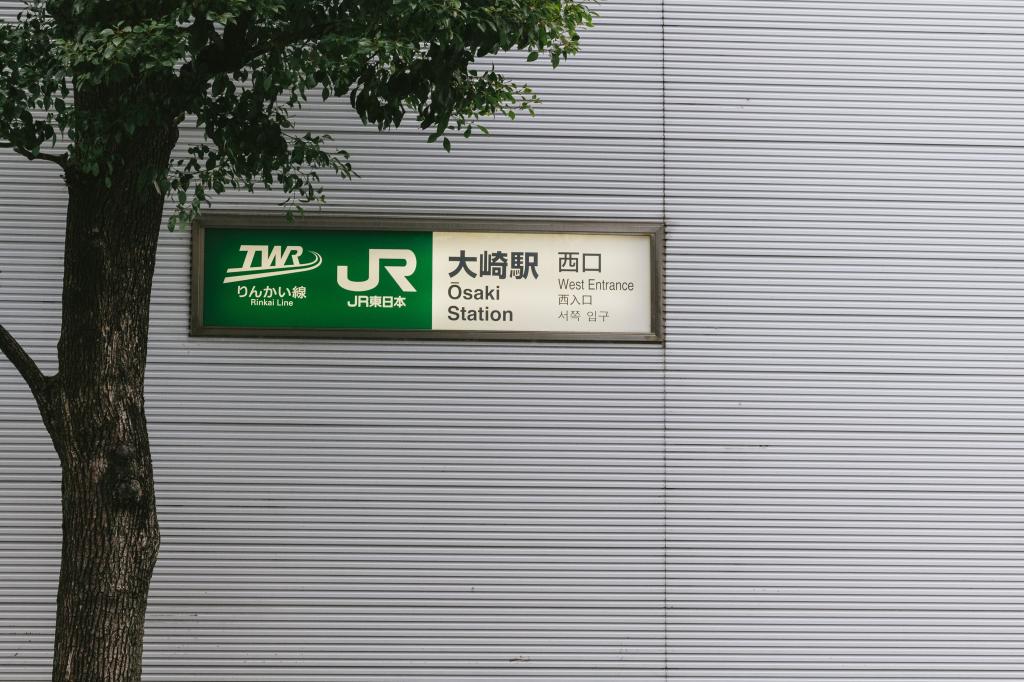 TWR
りんかい線
Rinkai Line
JR
JR東日本
大崎駅
Ōsaki
Station
西口
West Entrance
西入口
서쪽 입구